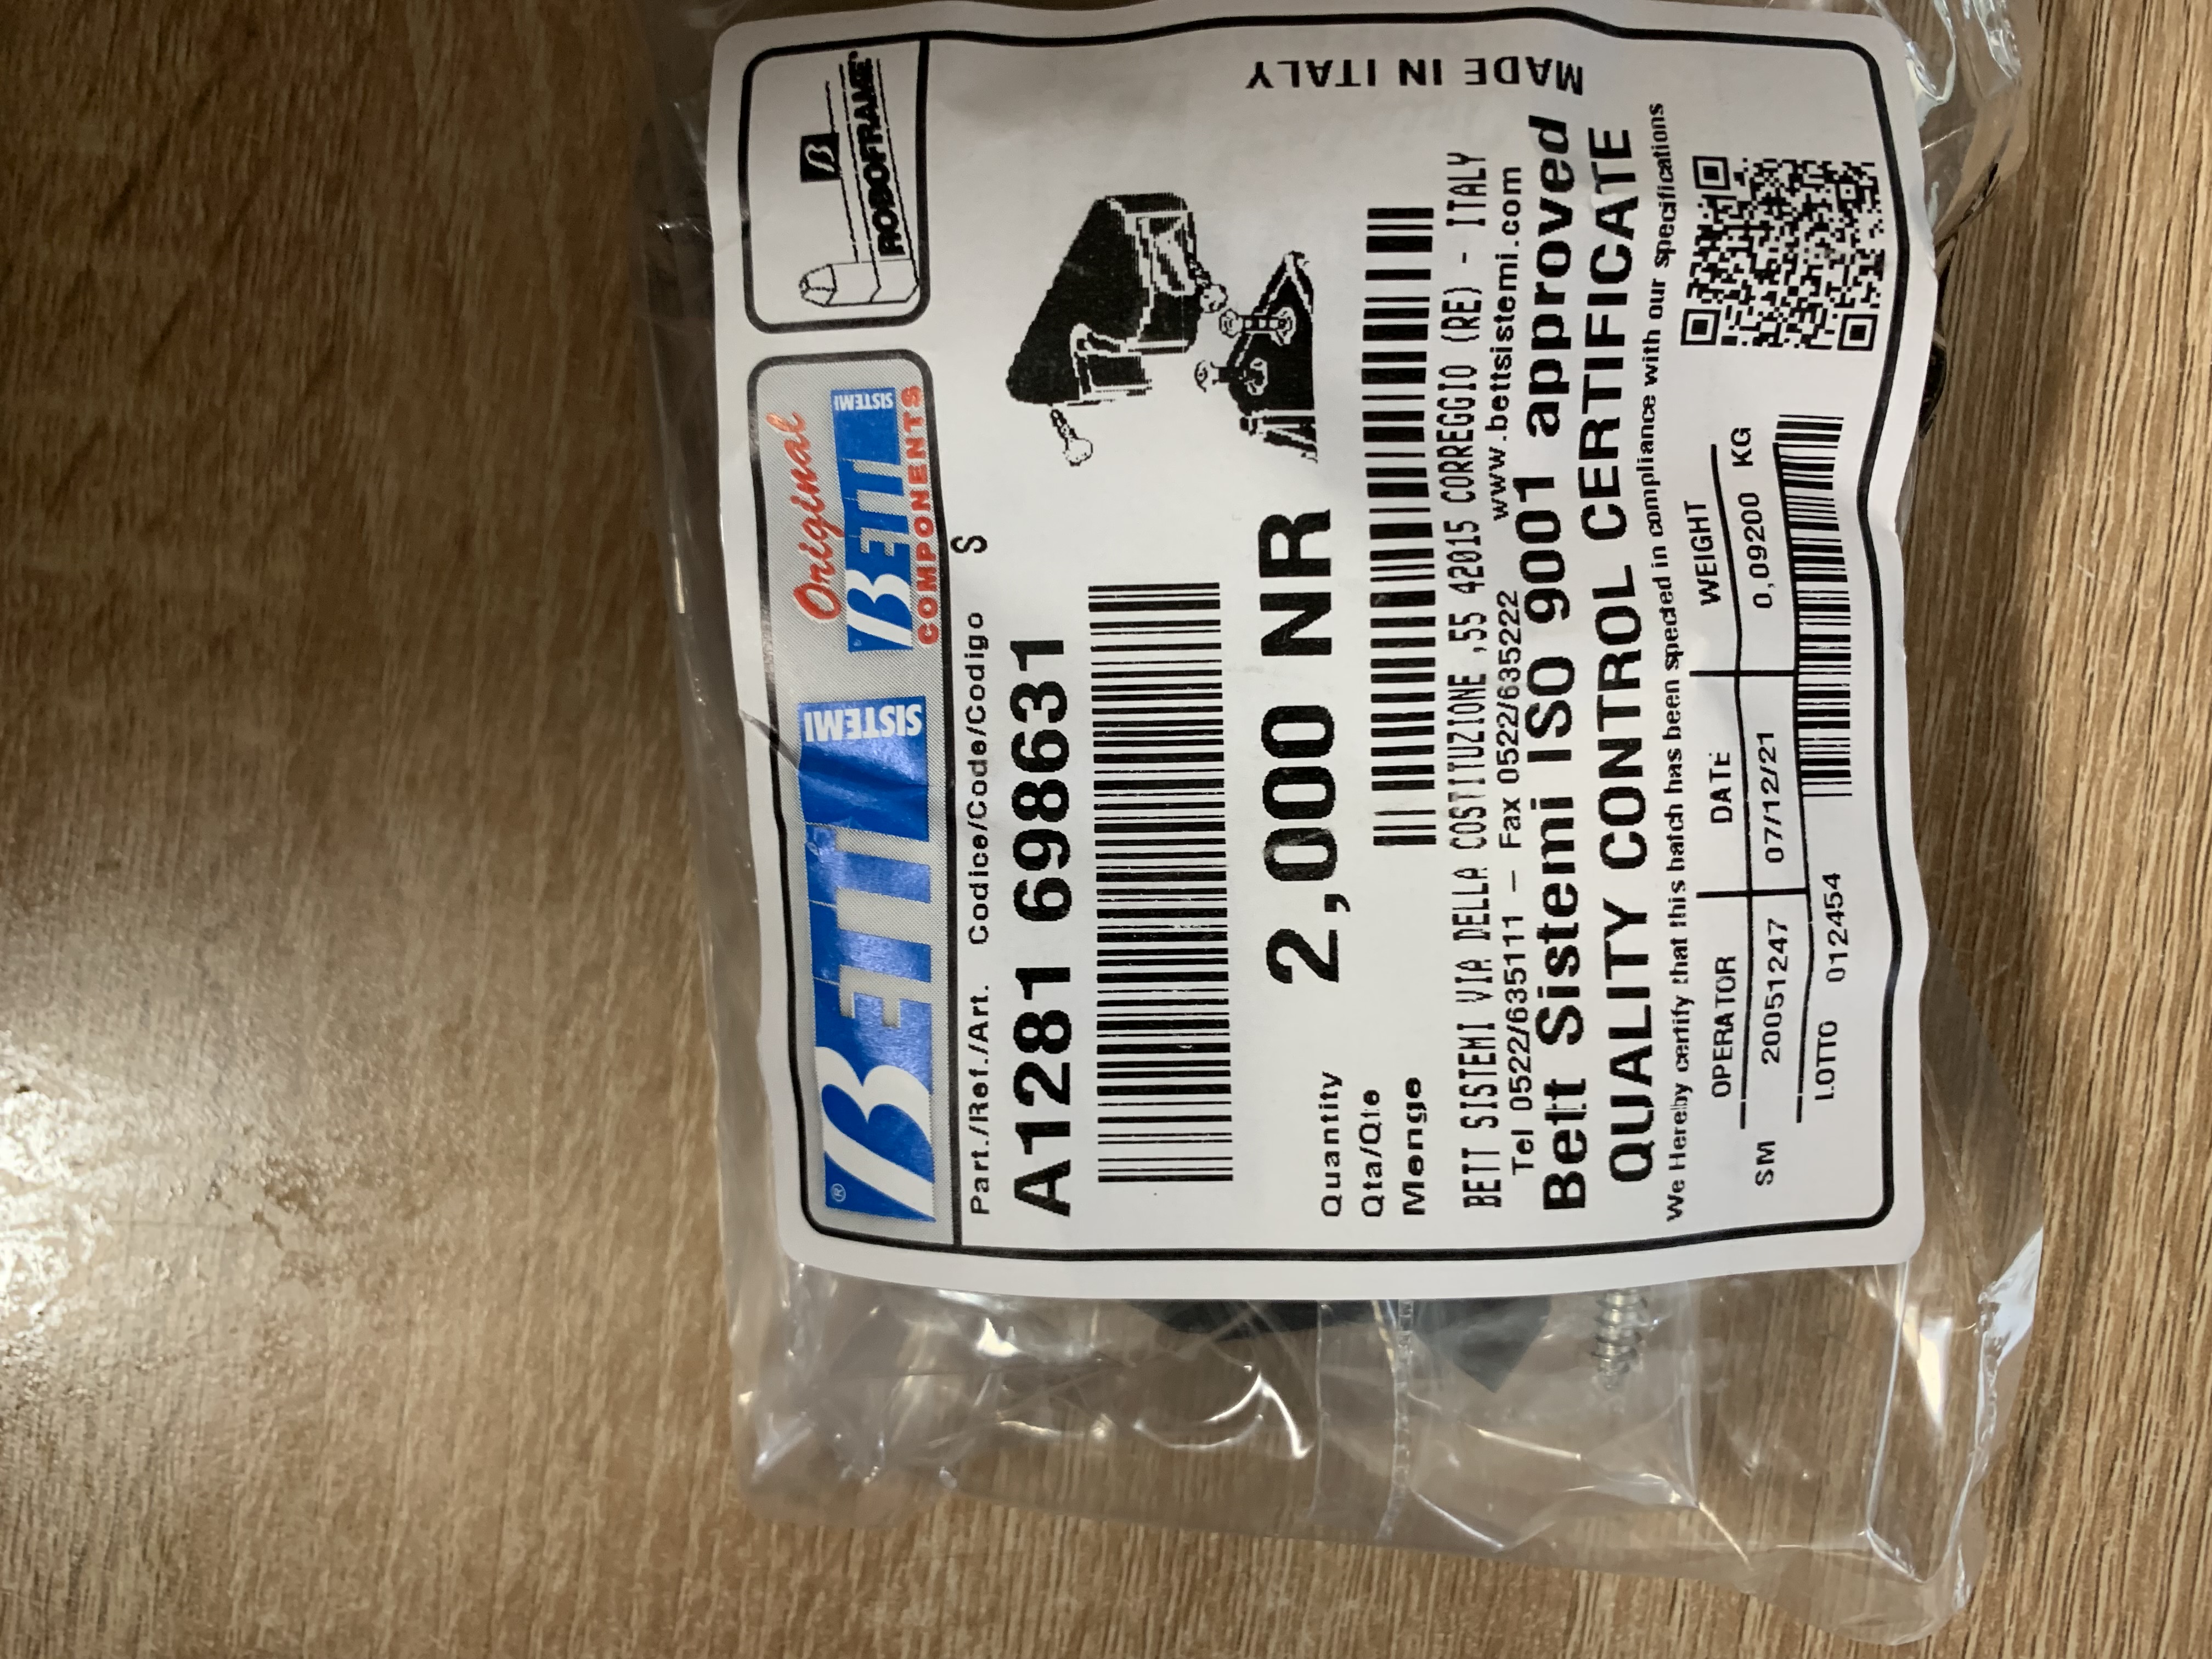 BETT SISTEMI ®
Original
BETT SISTEMI
COMPONENTS
B
ROBOFRAME
Part./Ref./Art. Codice/Code/Codigo S
A1281 698631
Quantity 2,000 NR
Qta/Qte
Menge
MADE IN ITALY
BETT SISTEMI VIA DELLA COSTITUZIONE ,55 42015 CORREGGIO (RE) - ITALY
Tel 0522/635111 - Fax 0522/635222 www.bettsistemi.com
Bett Sistemi ISO 9001 approved
QUALITY CONTROL CERTIFICATE
We Hereby certify that this batch has been spected in compliance with our specifications
OPERATOR DATE WEIGHT
SM 20051247 07/12/21 0,09200 KG
LOTTO 012454